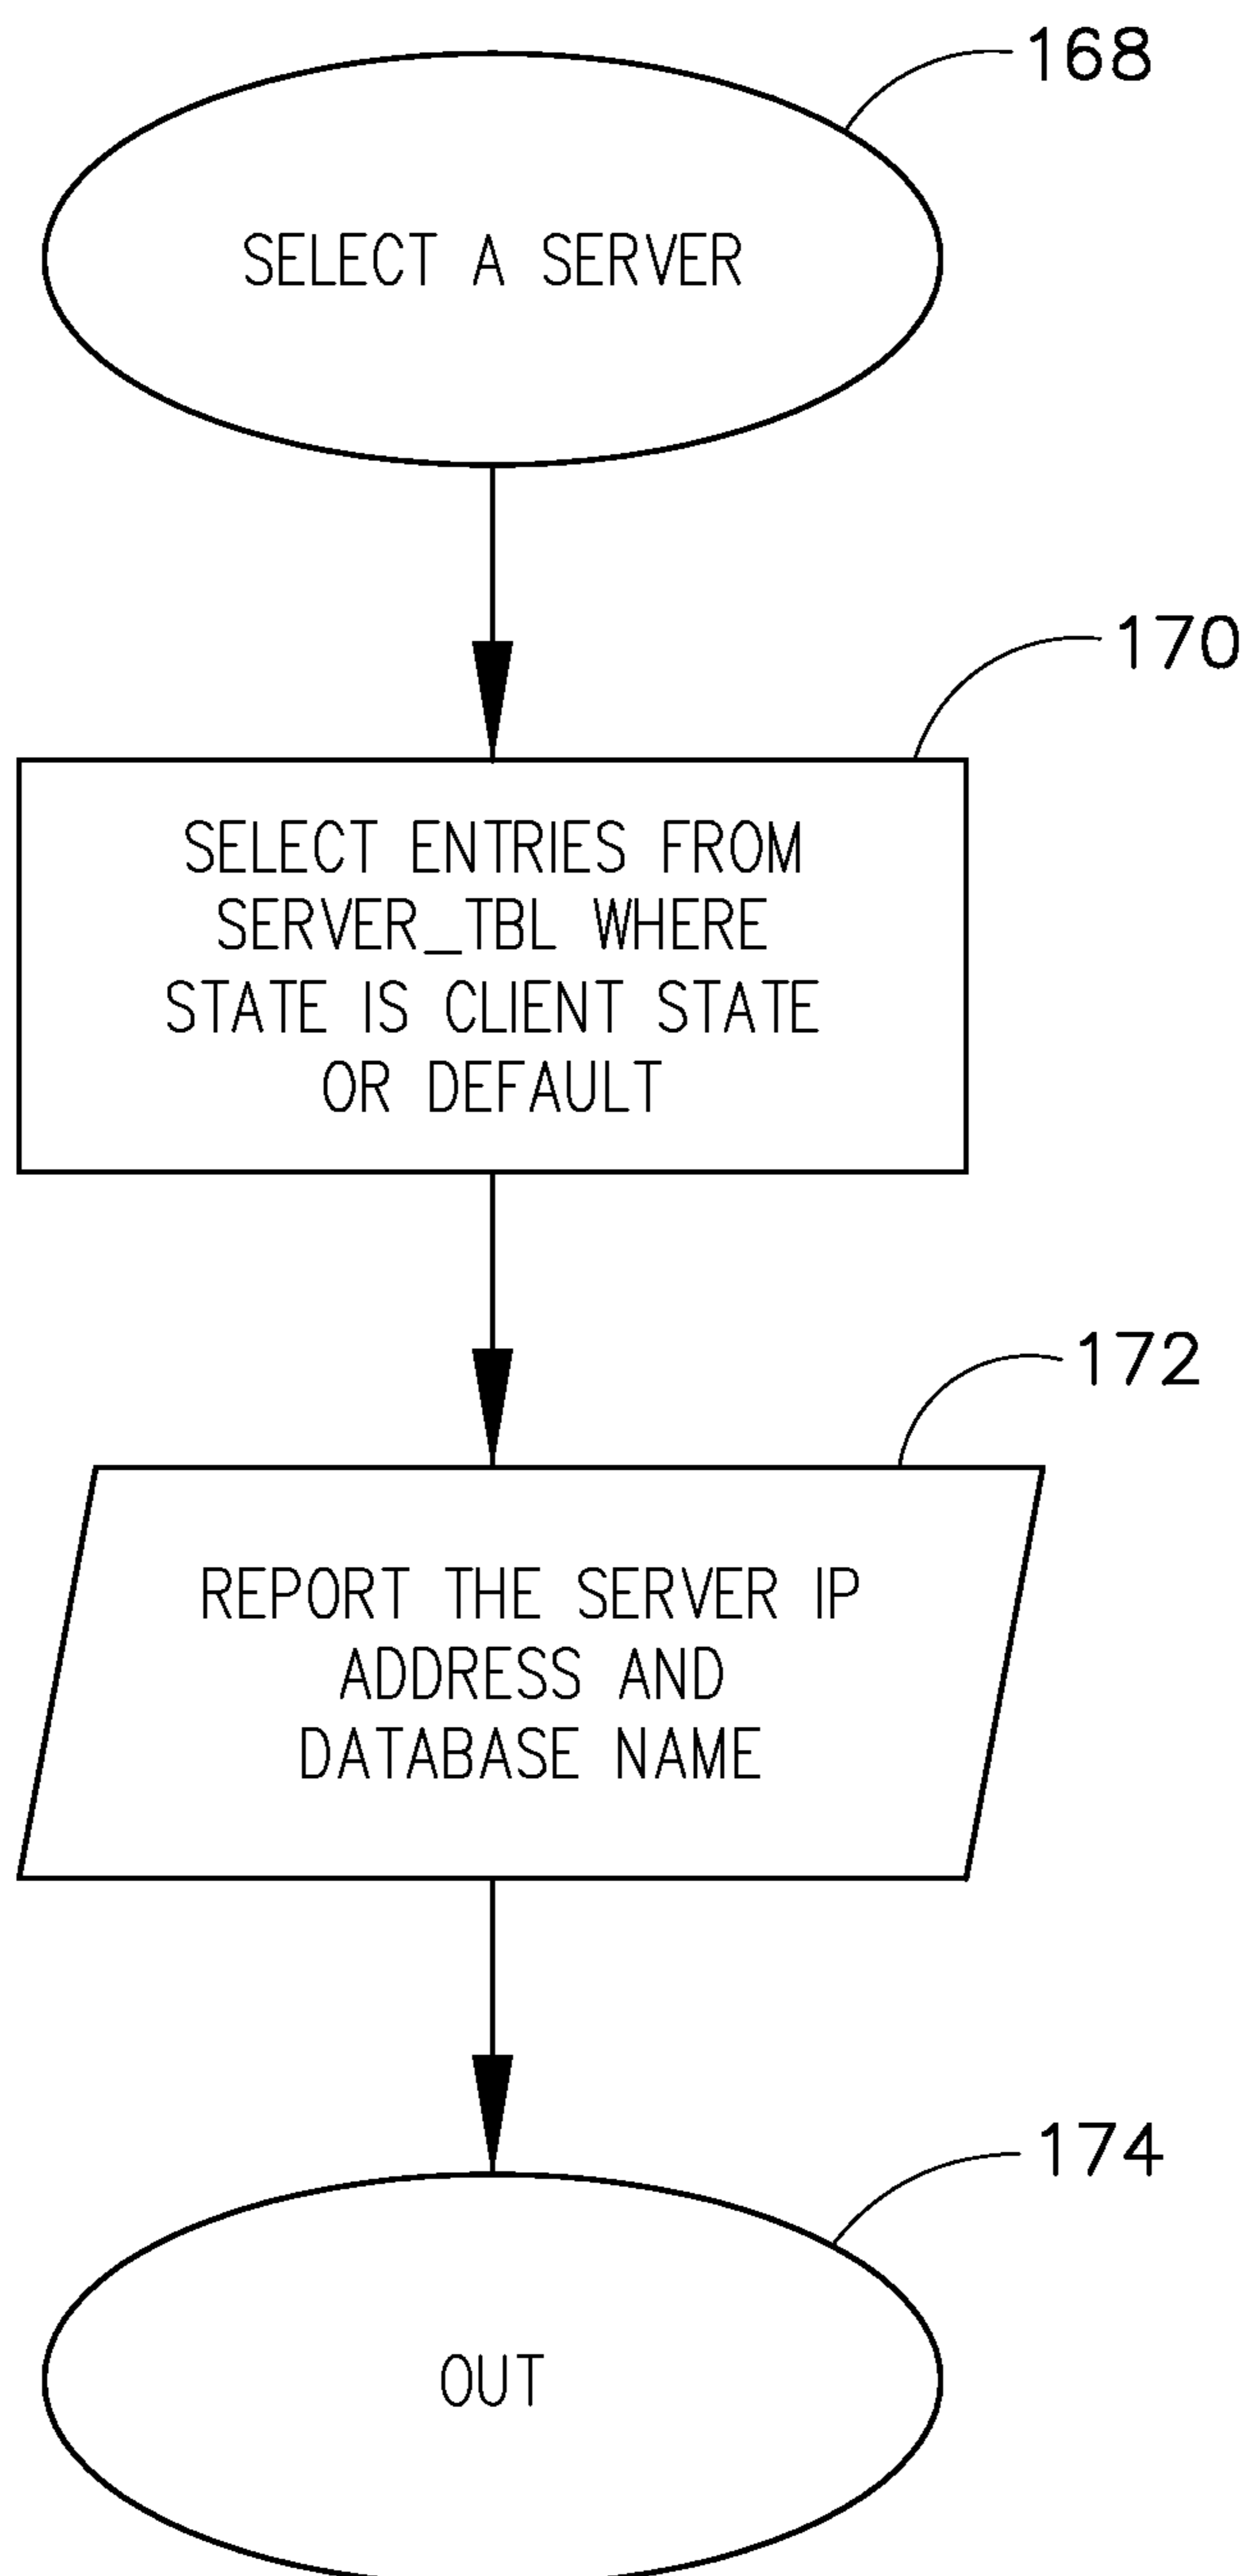 168
SELECT A SERVER
170
SELECT ENTRIES FROM
SERVER_TBL WHERE
STATE IS CLIENT STATE
OR DEFAULT
172
REPORT THE SERVER IP
ADDRESS AND
DATABASE NAME
174
OUT